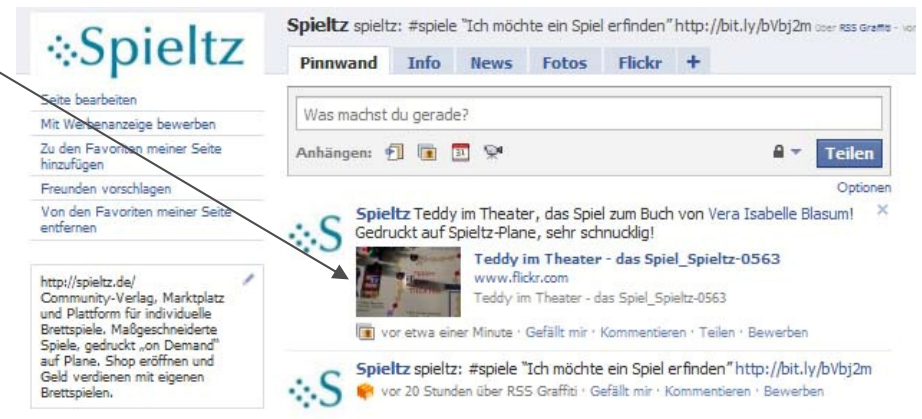 Spieltz
Seite bearbeiten
Mit Werbenanzeige bewerben
Zu den Favoriten meiner Seite
hinzufügen
Freunden vorschlagen
Von den Favoriten meiner Seite
entfernen
http://spieltz.de/
Community-Verlag, Marktplatz
und Plattform für individuelle
Brettspiele. Maßgeschneiderte
Spiele, gedruckt „on Demand"
auf Plane. Shop eröffnen und
Geld verdienen mit eigenen
Brettspielen.
Spieltz spieltz: #spiele "Ich möchte ein Spiel erfinden" http://bit.ly/bVbj2m über RSS Graffiti - vor
Pinnwand Info News Fotos Flickr +
Was machst du gerade?
Anhängen: 31 Teilen
Optionen
S Spieltz Teddy im Theater, das Spiel zum Buch von Vera Isabelle Blasum!
Gedruckt auf Spieltz-Plane, sehr schnucklig!
Teddy im Theater - das Spiel_Spieltz-0563
www.flickr.com
Teddy im Theater - das Spiel_Spieltz-0563
vor etwa einer Minute · Gefällt mir · Kommentieren · Teilen · Bewerben
S Spieltz spieltz: #spiele "Ich möchte ein Spiel erfinden" http://bit.ly/bVbj2m
vor 20 Stunden über RSS Graffiti · Gefällt mir · Kommentieren · Bewerben